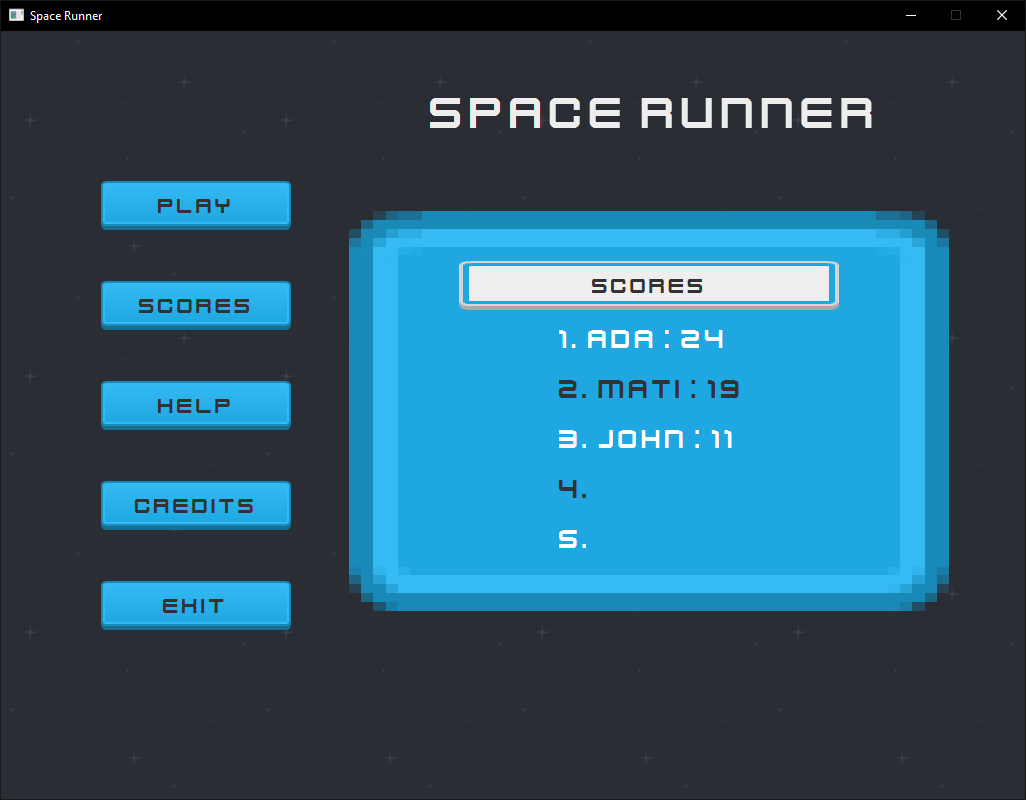 Space Runner
SPACE RUNNER
PLAY
SCORES
HELP
CREDITS
EXIT
SCORES
1. ADA : 24
2. MATI : 19
3. JOHN : 11
4.
5.